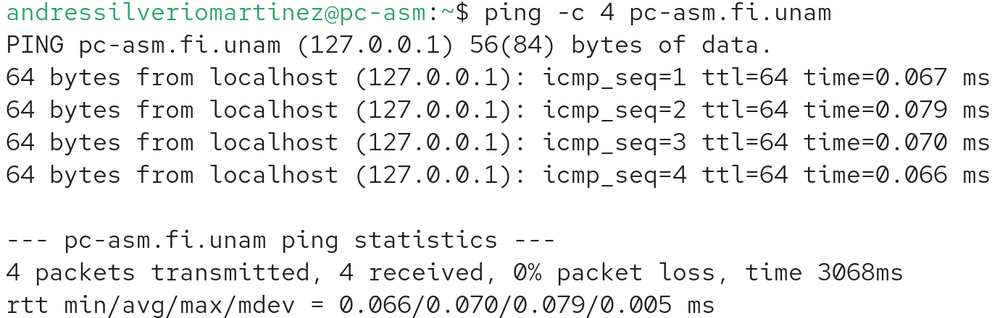 andressilveriomartinez@pc-asm:~$ ping -c 4 pc-asm.fi.unam
PING pc-asm.fi.unam (127.0.0.1) 56(84) bytes of data.
64 bytes from localhost (127.0.0.1): icmp_seq=1 ttl=64 time=0.067 ms
64 bytes from localhost (127.0.0.1): icmp_seq=2 ttl=64 time=0.079 ms
64 bytes from localhost (127.0.0.1): icmp_seq=3 ttl=64 time=0.070 ms
64 bytes from localhost (127.0.0.1): icmp_seq=4 ttl=64 time=0.066 ms

--- pc-asm.fi.unam ping statistics ---
4 packets transmitted, 4 received, 0% packet loss, time 3068ms
rtt min/avg/max/mdev = 0.066/0.070/0.079/0.005 ms